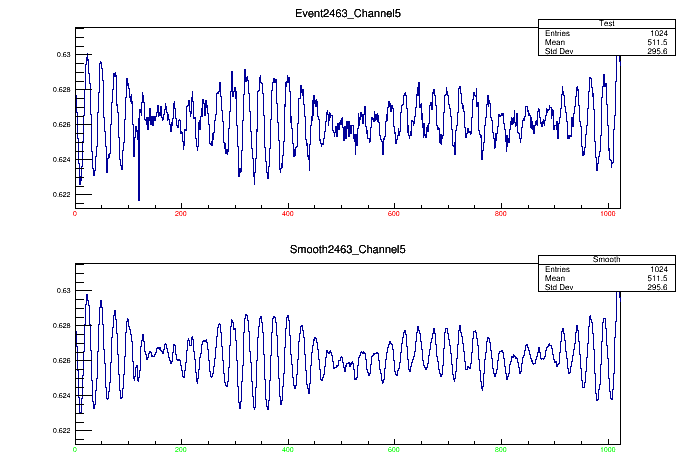 Event2463_Channel5
Test
Entries 1024
Mean 511.5
Std Dev 295.6
0.63
0.628
0.626
0.624
0.622
0 200 400 600 800 1000
Smooth2463_Channel5
Smooth
Entries 1024
Mean 511.5
Std Dev 295.6
0.63
0.628
0.626
0.624
0.622
0 200 400 600 800 1000